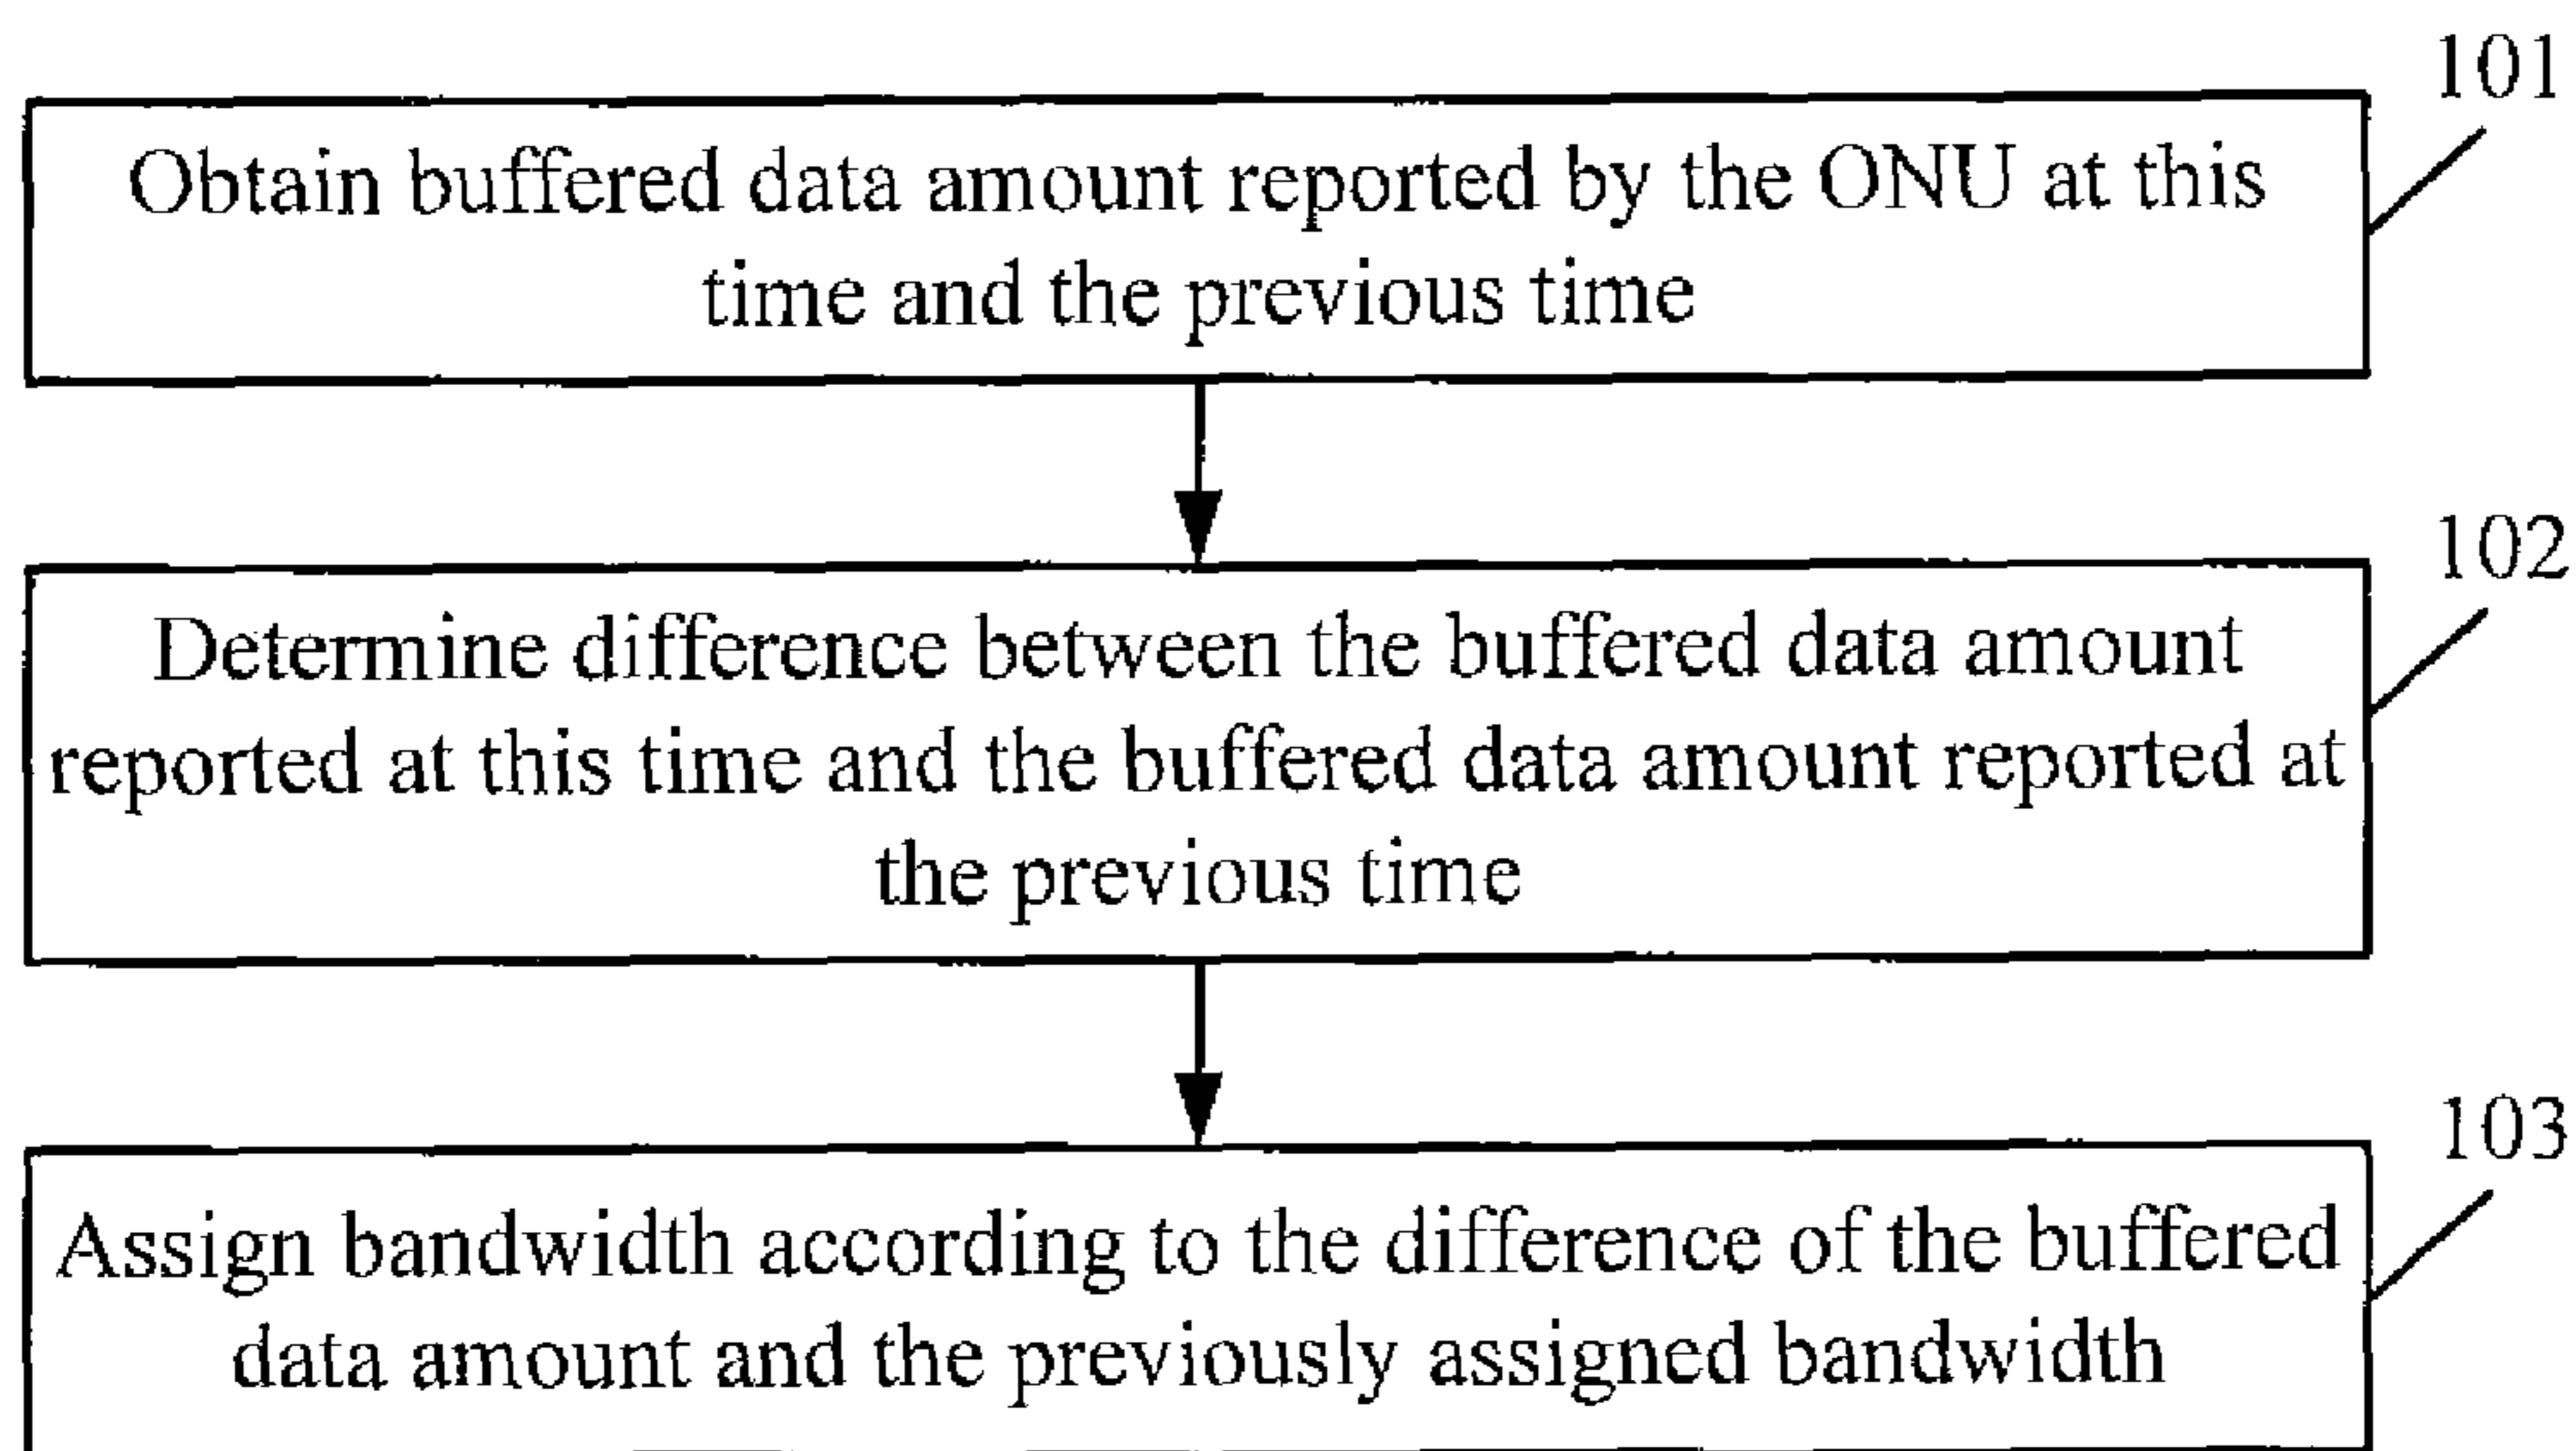 101
Obtain buffered data amount reported by the ONU at this
time and the previous time
102
Determine difference between the buffered data amount
reported at this time and the buffered data amount reported at
the previous time
103
Assign bandwidth according to the difference of the buffered
data amount and the previously assigned bandwidth